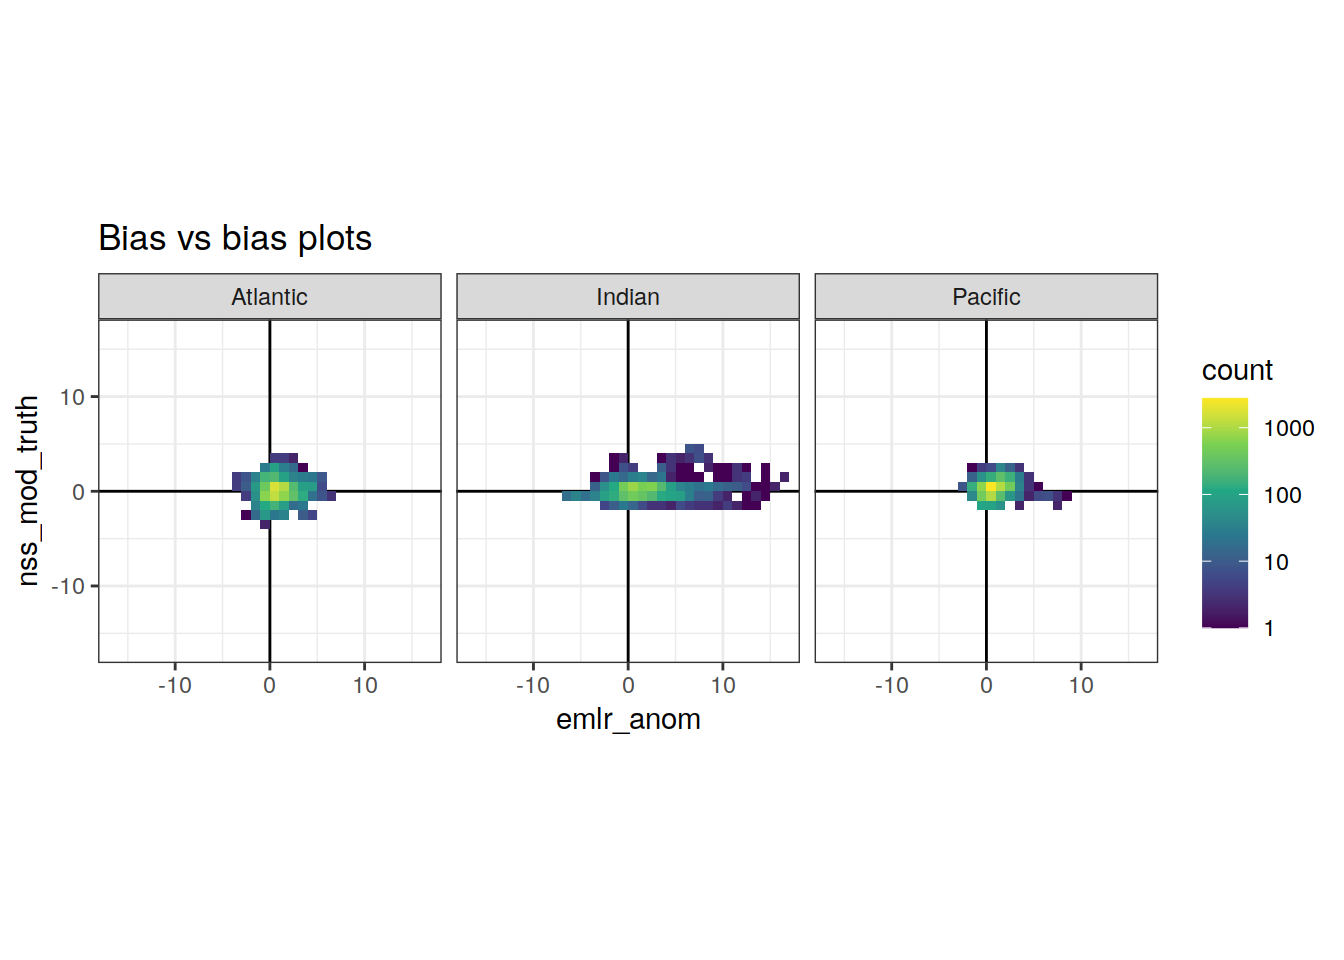 Bias vs bias plots
Atlantic
Indian
Pacific
nss_mod_truth
10
0
-10
-10 0 10
-10 0 10
-10 0 10
emlr_anom
count
1000
100
10
1